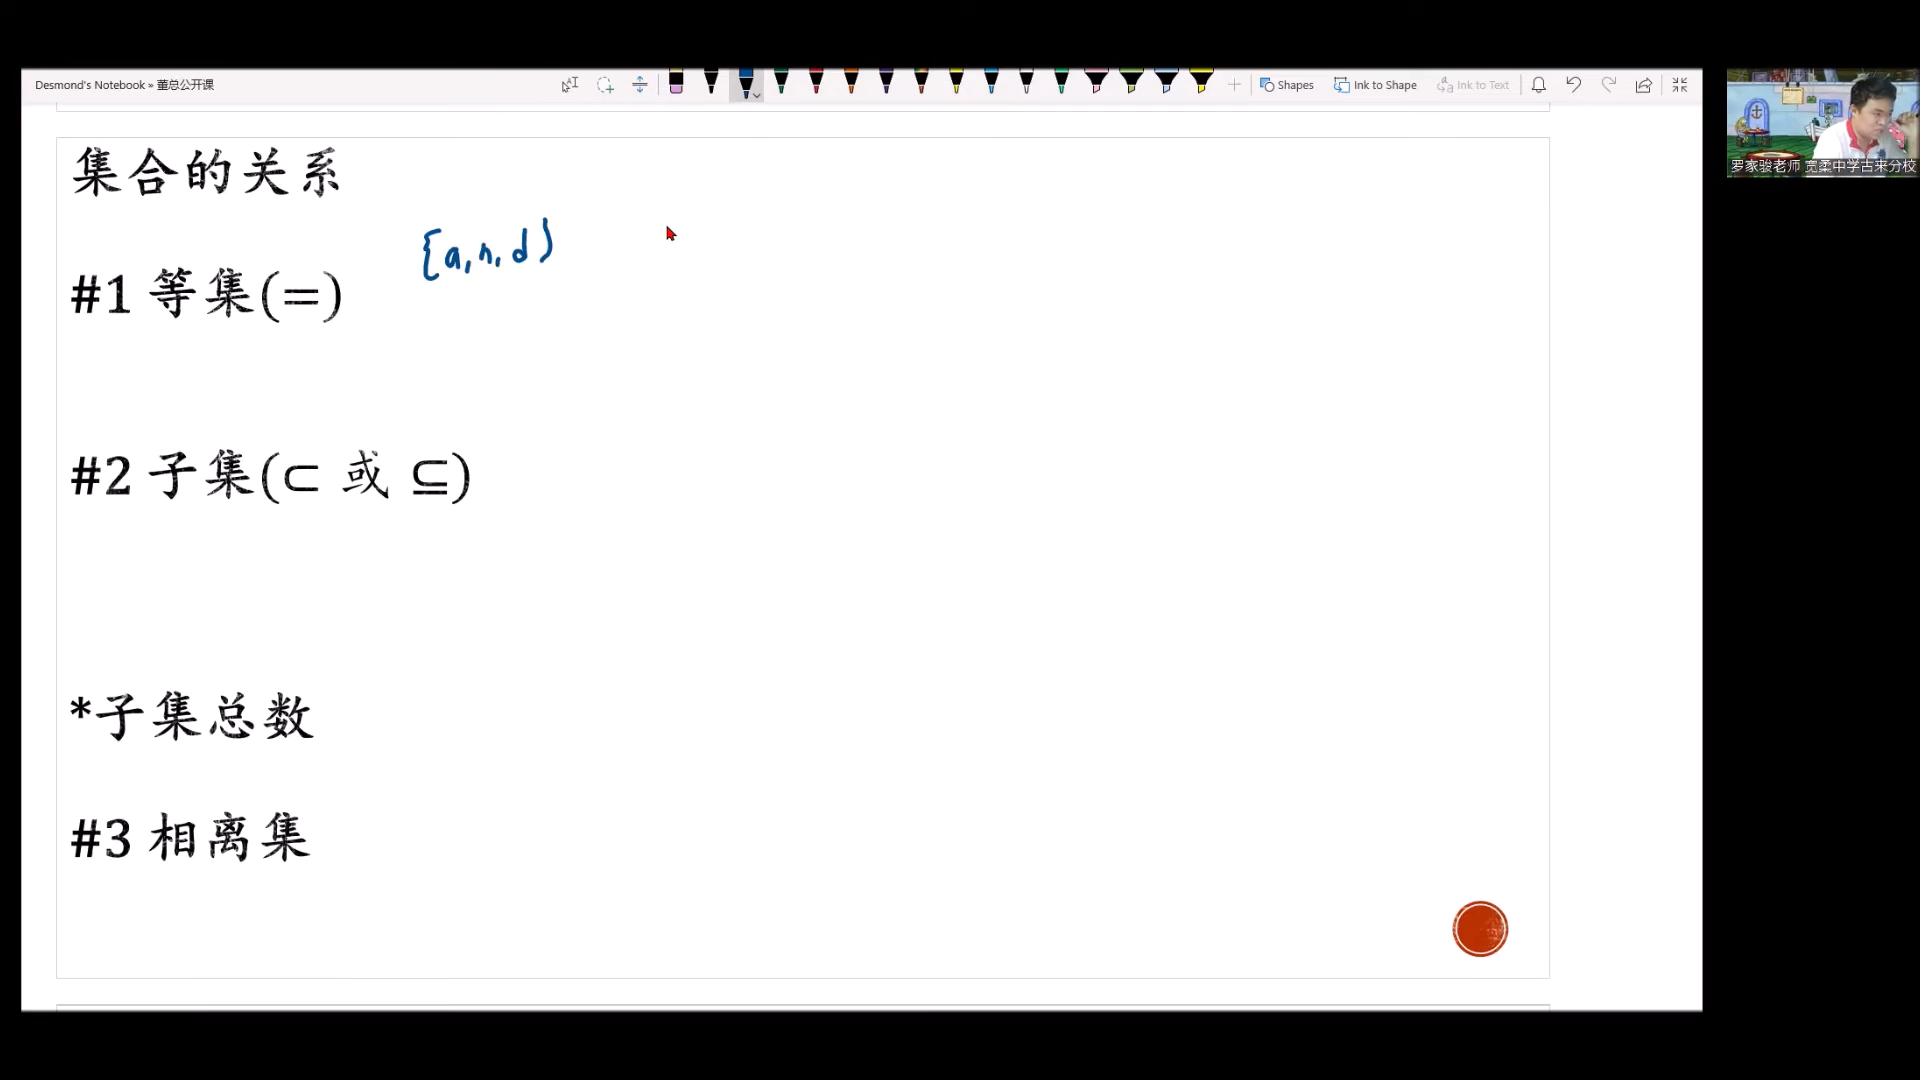 Desmond's Notebook » 董总公开课
Shapes
Ink to Shape
Ink to Text
罗家骏老师 宽柔中学古来分校
集合的关系
{a, n, d}
#1 等集(=)
#2 子集(⊂ 或 ⊆)
*子集总数
#3 相离集